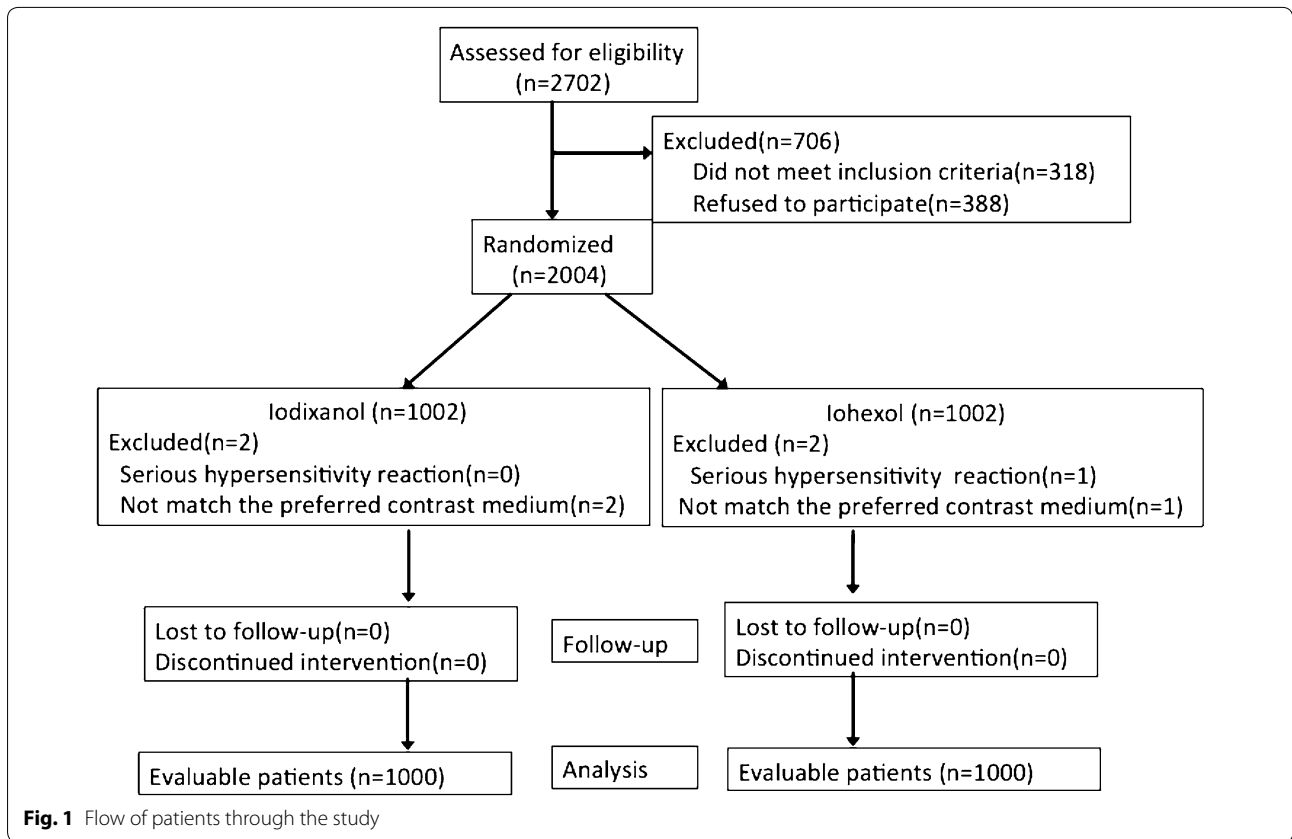 Assessed for eligibility
(n=2702)
Excluded(n=706)
Did not meet inclusion criteria(n=318)
Refused to participate(n=388)
Randomized
(n=2004)
Iodixanol (n=1002)
Excluded(n=2)
Serious hypersensitivity reaction(n=0)
Not match the preferred contrast medium(n=2)
Iohexol (n=1002)
Excluded (n=2)
Serious hypersensitivity reaction(n=1)
Not match the preferred contrast medium(n=1)
Lost to follow-up(n=0)
Discontinued intervention(n=0)
Follow-up
Lost to follow-up(n=0)
Discontinued intervention(n=0)
Evaluable patients (n=1000)
Analysis
Evaluable patients (n=1000)
Fig. 1 Flow of patients through the study